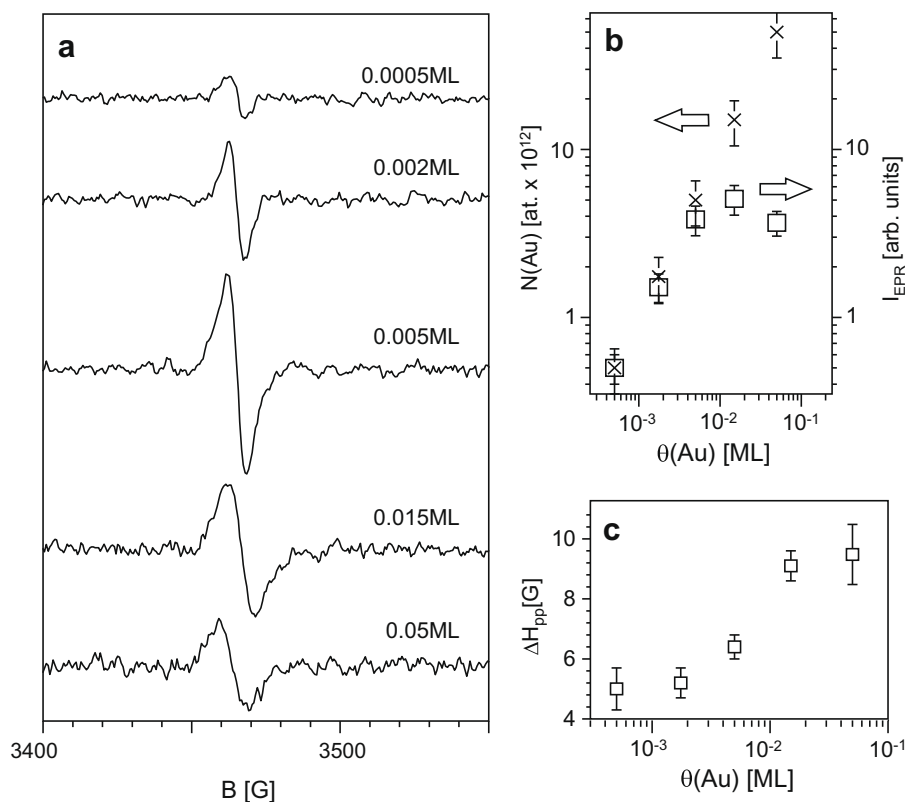 a
0.0005ML
0.002ML
0.005ML
0.015ML
0.05ML
3400
3500
B [G]
b
N(Au) [at. x 10¹²]
10
1
10
1
I_EPR [arb. units]
10⁻³
10⁻²
10⁻¹
θ(Au) [ML]
c
ΔH_pp[G]
10
8
6
4
10⁻³
10⁻²
10⁻¹
θ(Au) [ML]